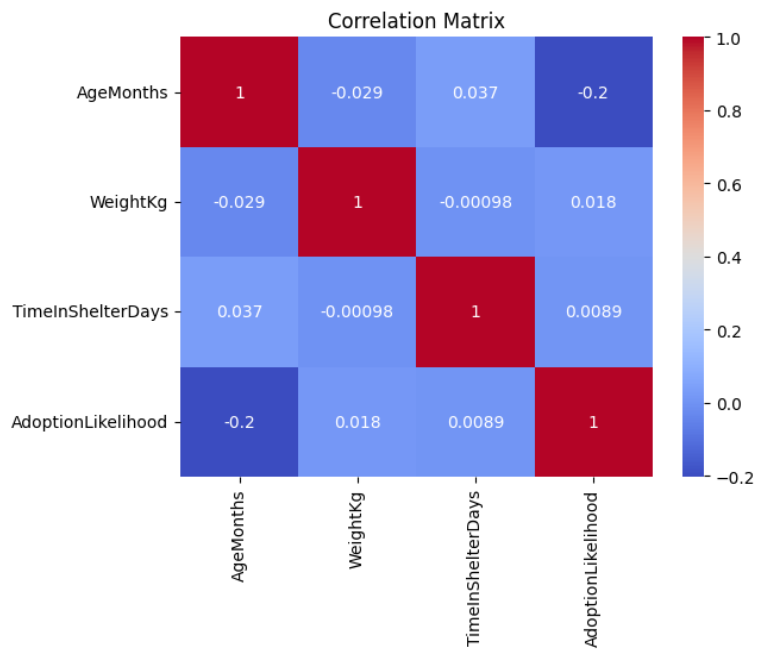 Correlation Matrix
AgeMonths 1 -0.029 0.037 -0.2
WeightKg -0.029 1 -0.00098 0.018
TimeInShelterDays 0.037 -0.00098 1 0.0089
AdoptionLikelihood -0.2 0.018 0.0089 1
AgeMonths
WeightKg
TimeInShelterDays
AdoptionLikelihood
1.0
0.8
0.6
0.4
0.2
0.0
−0.2